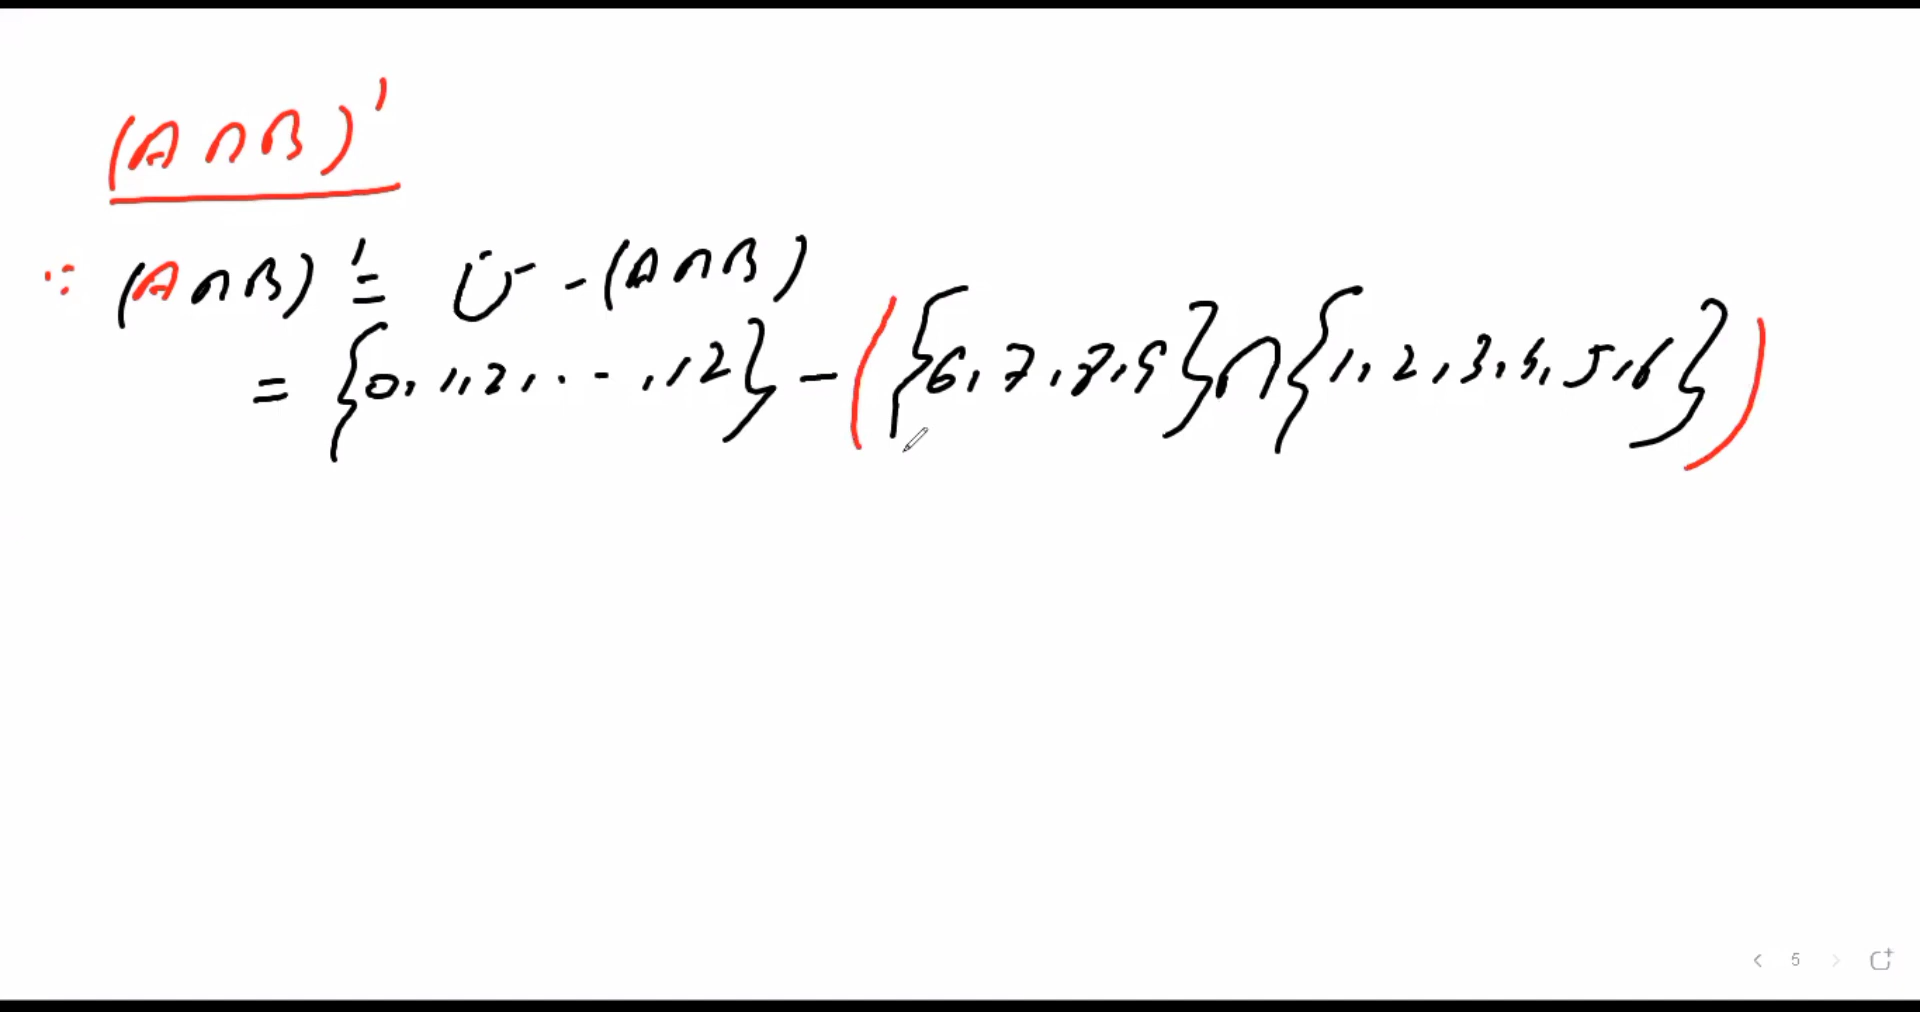 (A∩B)'
∵ (A∩B)' = U - (A∩B)
= {0,1,2,...,12} - ({6,7,8,9}∩{1,2,3,4,5,6})
5